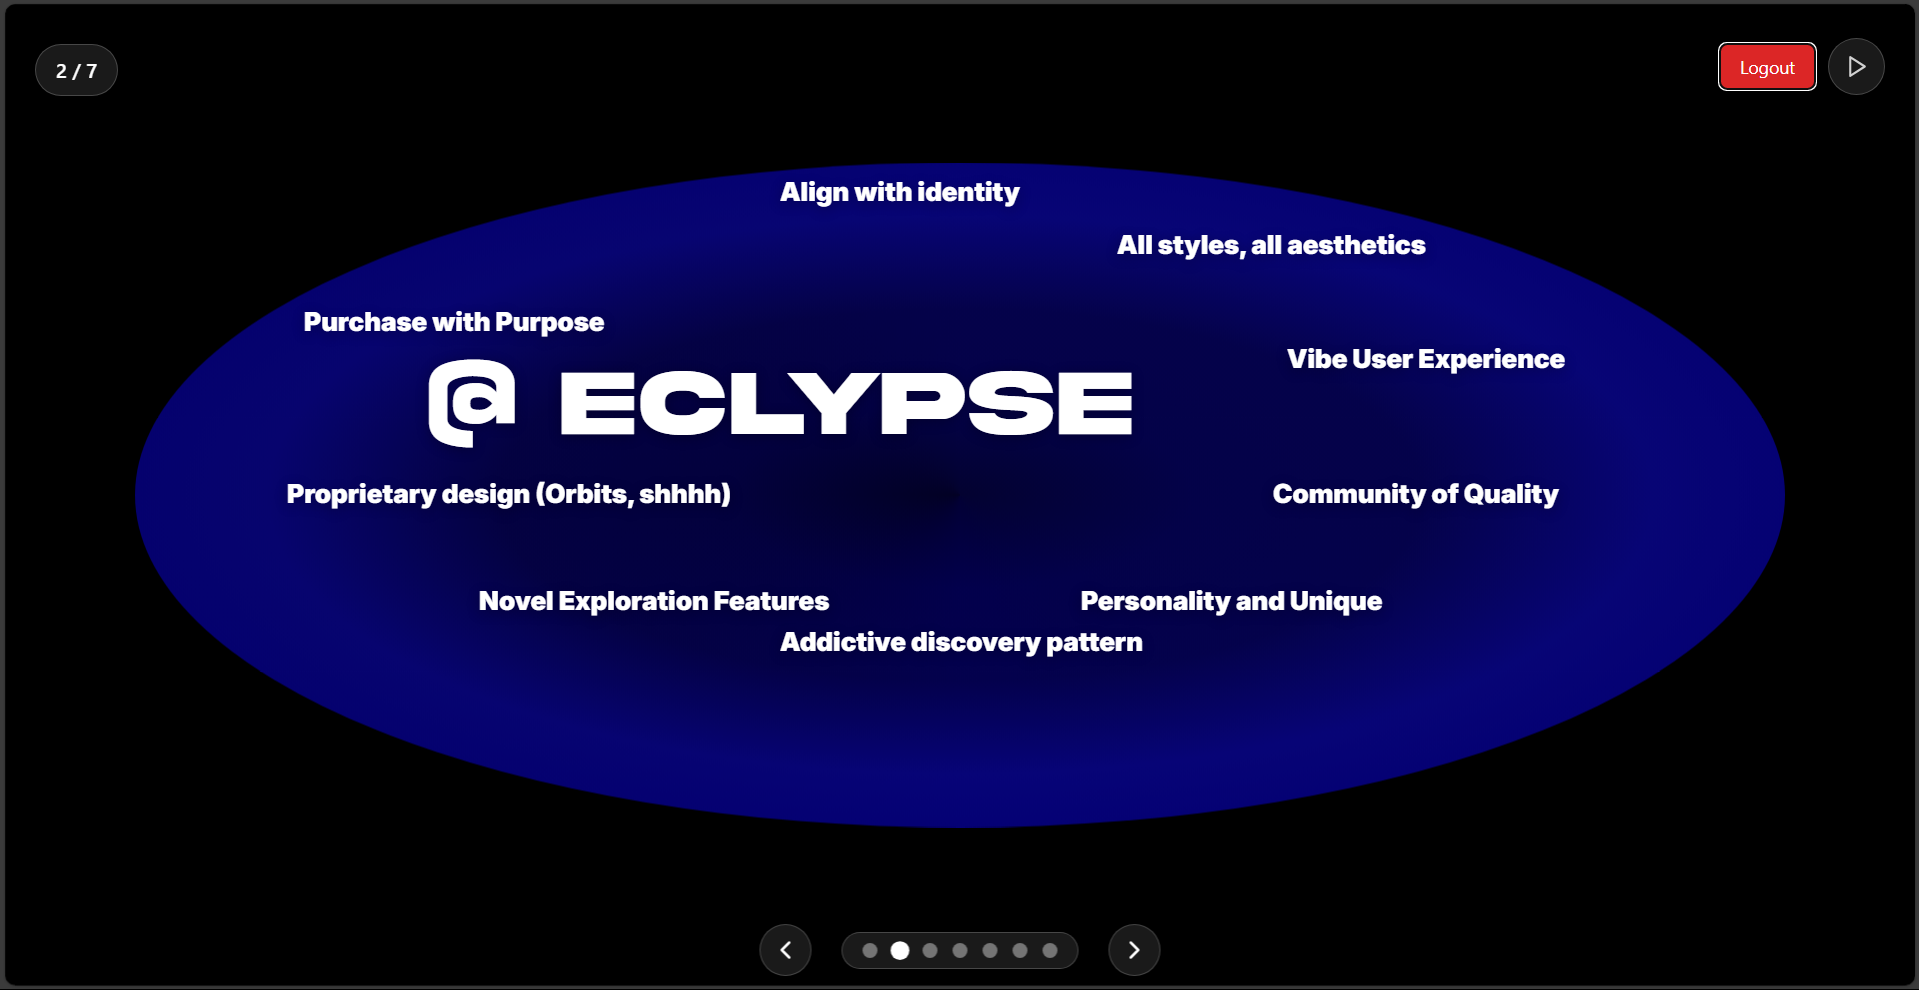 2 / 7
Logout
Align with identity
All styles, all aesthetics
Purchase with Purpose
Vibe User Experience
@ ECLYPSE
Proprietary design (Orbits, shhhh)
Community of Quality
Novel Exploration Features
Personality and Unique
Addictive discovery pattern